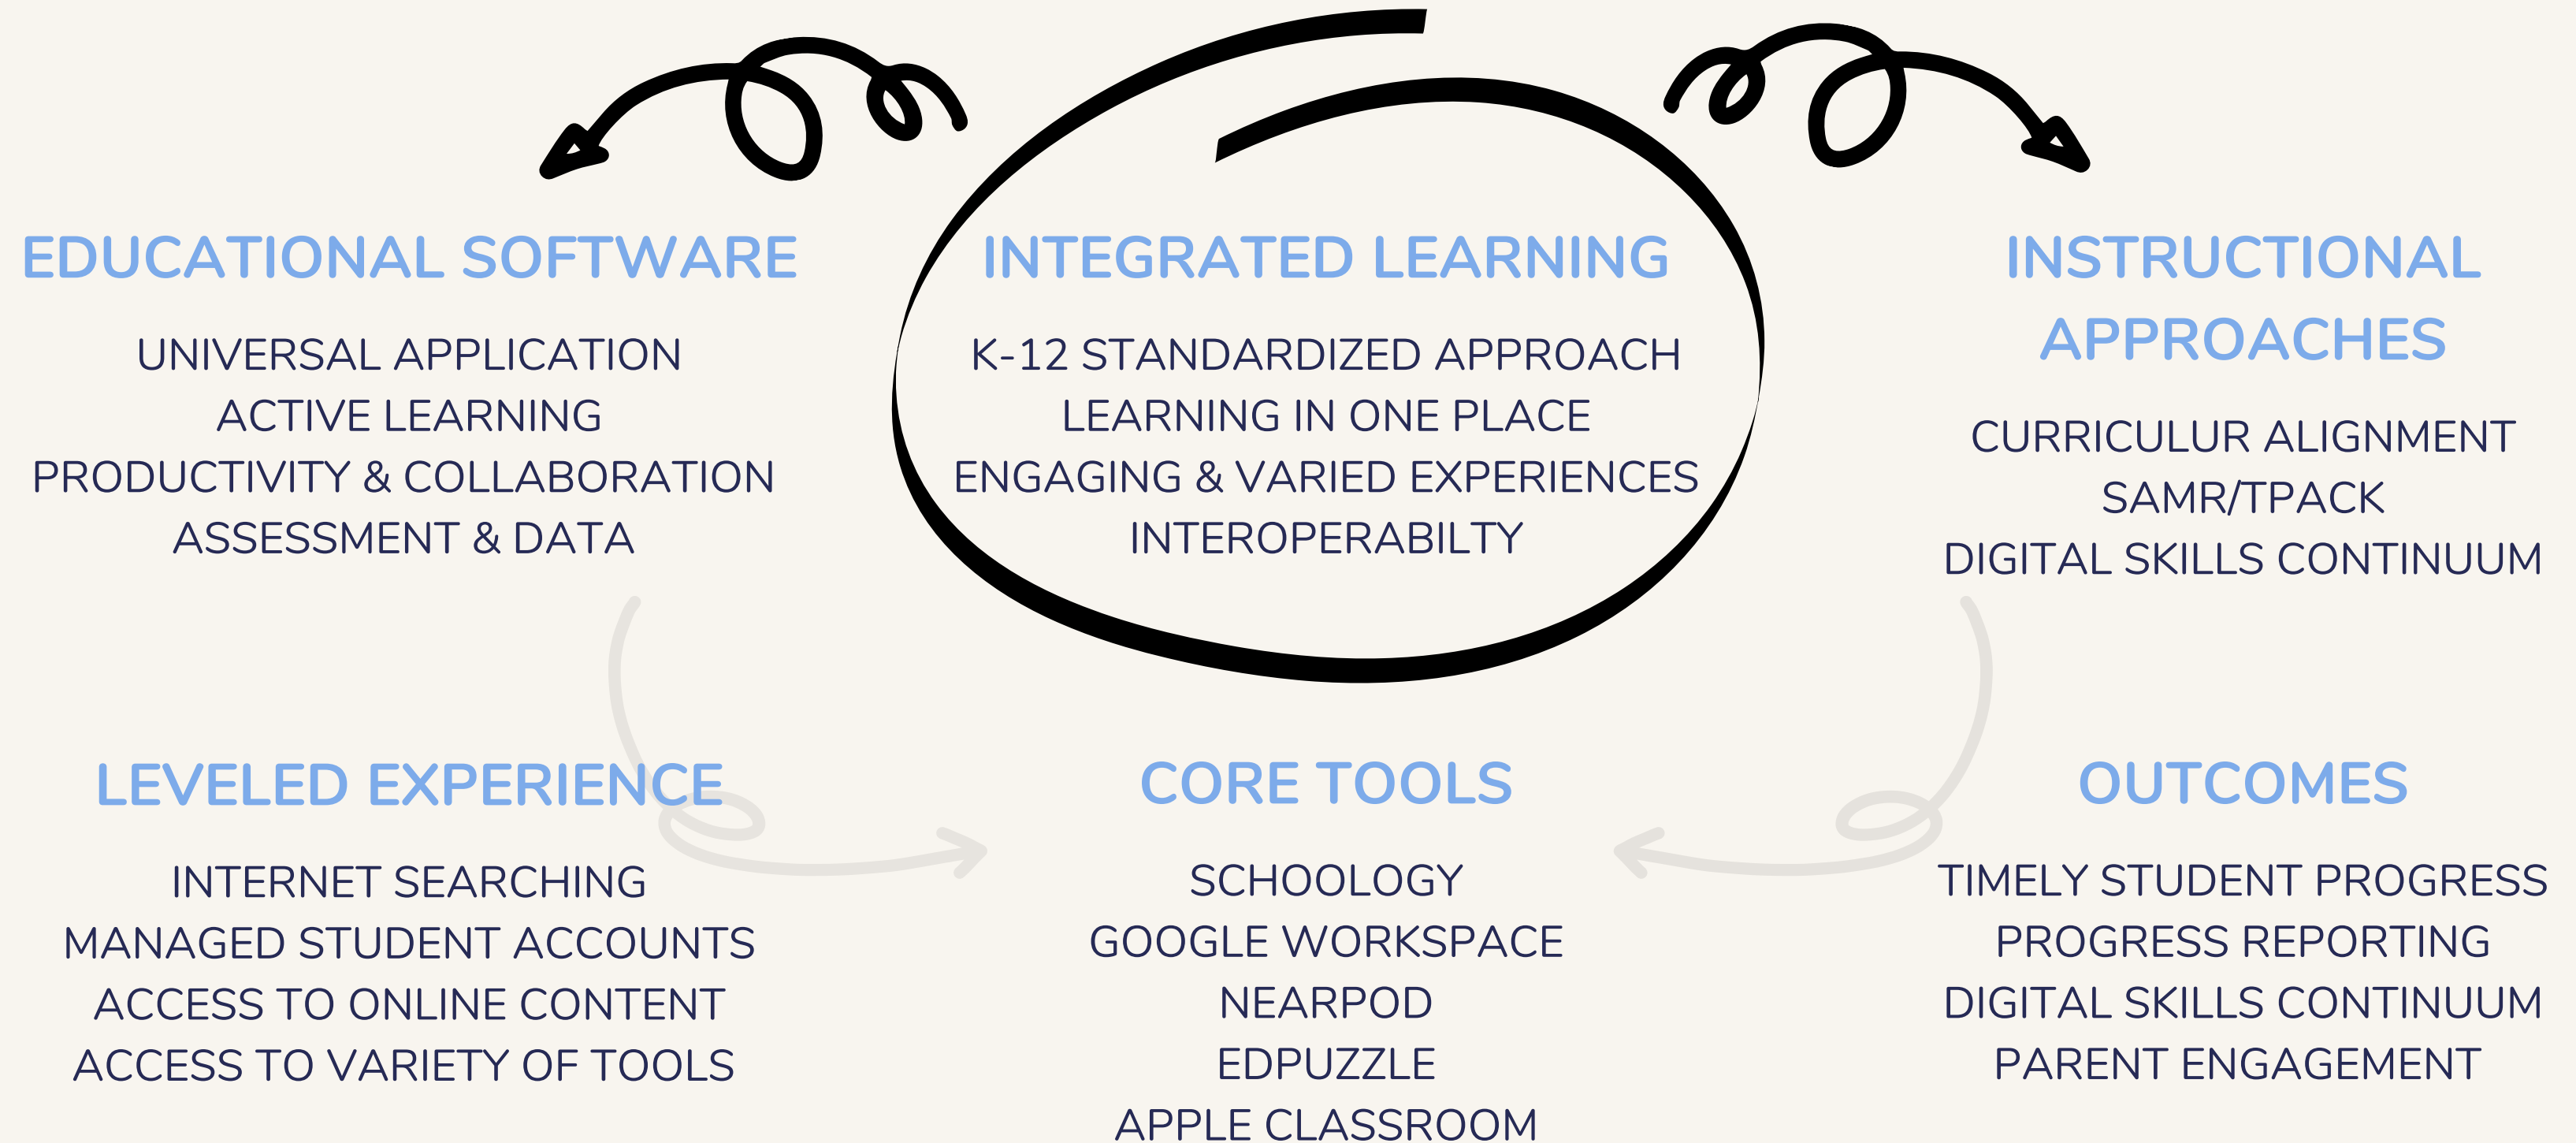 EDUCATIONAL SOFTWARE
UNIVERSAL APPLICATION
ACTIVE LEARNING
PRODUCTIVITY & COLLABORATION
ASSESSMENT & DATA
INTEGRATED LEARNING
K-12 STANDARDIZED APPROACH
LEARNING IN ONE PLACE
ENGAGING & VARIED EXPERIENCES
INTEROPERABILTY
INSTRUCTIONAL
APPROACHES
CURRICULUR ALIGNMENT
SAMR/TPACK
DIGITAL SKILLS CONTINUUM
LEVELED EXPERIENCE
INTERNET SEARCHING
MANAGED STUDENT ACCOUNTS
ACCESS TO ONLINE CONTENT
ACCESS TO VARIETY OF TOOLS
CORE TOOLS
SCHOOLOGY
GOOGLE WORKSPACE
NEARPOD
EDPUZZLE
APPLE CLASSROOM
OUTCOMES
TIMELY STUDENT PROGRESS
PROGRESS REPORTING
DIGITAL SKILLS CONTINUUM
PARENT ENGAGEMENT